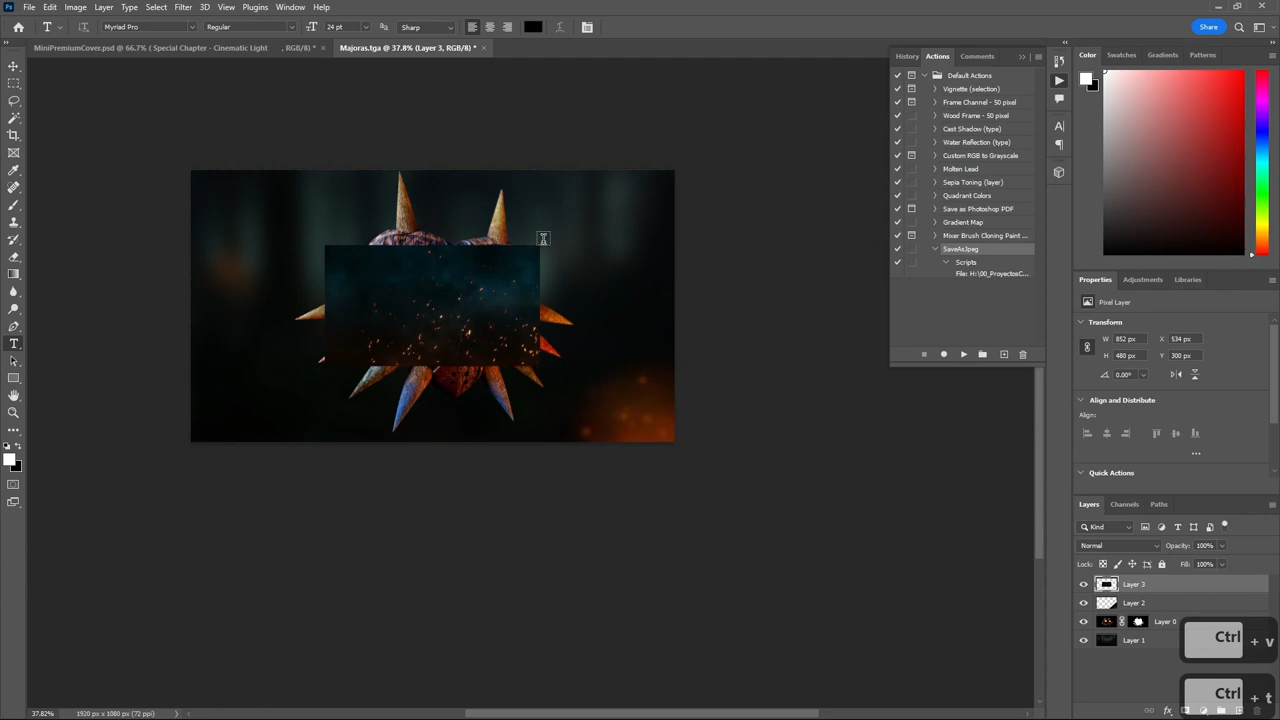 Ps File Edit Image Layer Type Select Filter 3D View Plugins Window Help
T Myriad Pro Regular 24 pt Sharp Share
MiniPremiumCover.psd @ 66.7% ( Special Chapter - Cinematic Light , RGB/8) * ×
Majoras.tga @ 37.8% (Layer 3, RGB/8) * ×
History Actions Comments
Default Actions
Vignette (selection)
Frame Channel - 50 pixel
Wood Frame - 50 pixel
Cast Shadow (type)
Water Reflection (type)
Custom RGB to Grayscale
Molten Lead
Sepia Toning (layer)
Quadrant Colors
Save as Photoshop PDF
Gradient Map
Mixer Brush Cloning Paint ...
SaveAsJpeg
Scripts
File: H:\00_ProyectosC...
Color Swatches Gradients Patterns
Properties Adjustments Libraries
Pixel Layer
Transform
W 852 px X 534 px
H 480 px Y 300 px
0.00°
Align and Distribute
Align:
...
Quick Actions
Layers Channels Paths
Kind
Normal Opacity: 100%
Lock: Fill: 100%
Layer 3
Layer 2
Layer 0
Layer 1
Ctrl + v
Ctrl + t
fx
37.82% 1920 px x 1080 px (72 ppi)